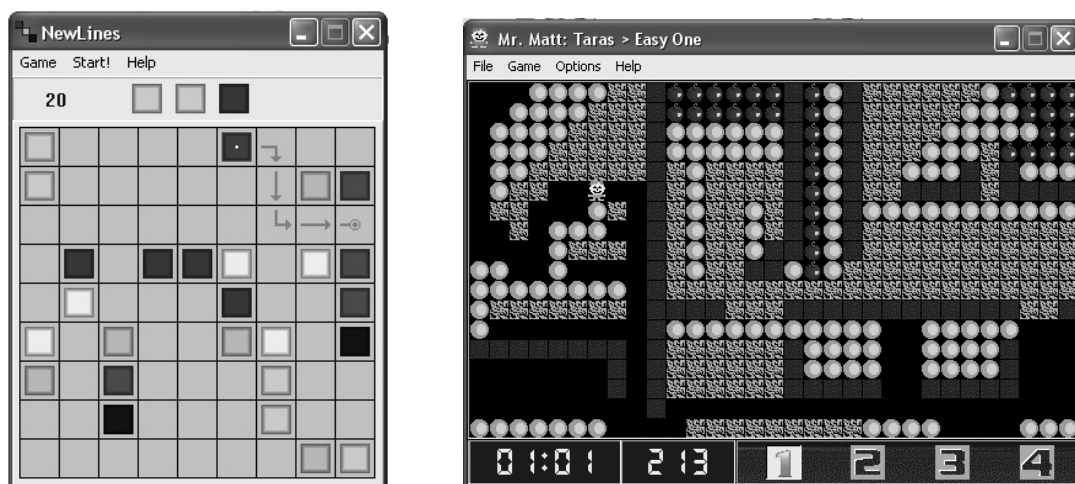 NewLines
Game Start! Help
20
Mr. Matt: Taras > Easy One
File Game Options Help
01:01 213 1 2 3 4